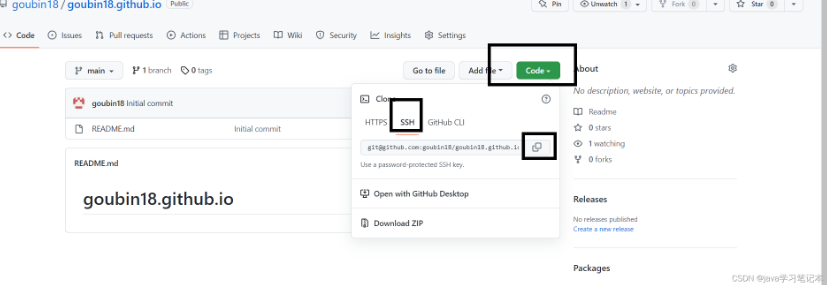 goubin18 / goubin18.github.io Public
Pin Unwatch 1 Fork 0 Star 0
Code Issues Pull requests Actions Projects Wiki Security Insights Settings
main 1 branch 0 tags Go to file Add file Code
About
No description, website, or topics provided.
goubin18 Initial commit
README.md Initial commit
Clone
HTTPS SSH GitHub CLI
git@github.com:goubin18/goubin18.github.io
Use a password-protected SSH key.
Open with GitHub Desktop
Download ZIP
README.md
goubin18.github.io
Readme
0 stars
1 watching
0 forks
Releases
No releases published
Create a new release
Packages
CSDN @java学习笔记本